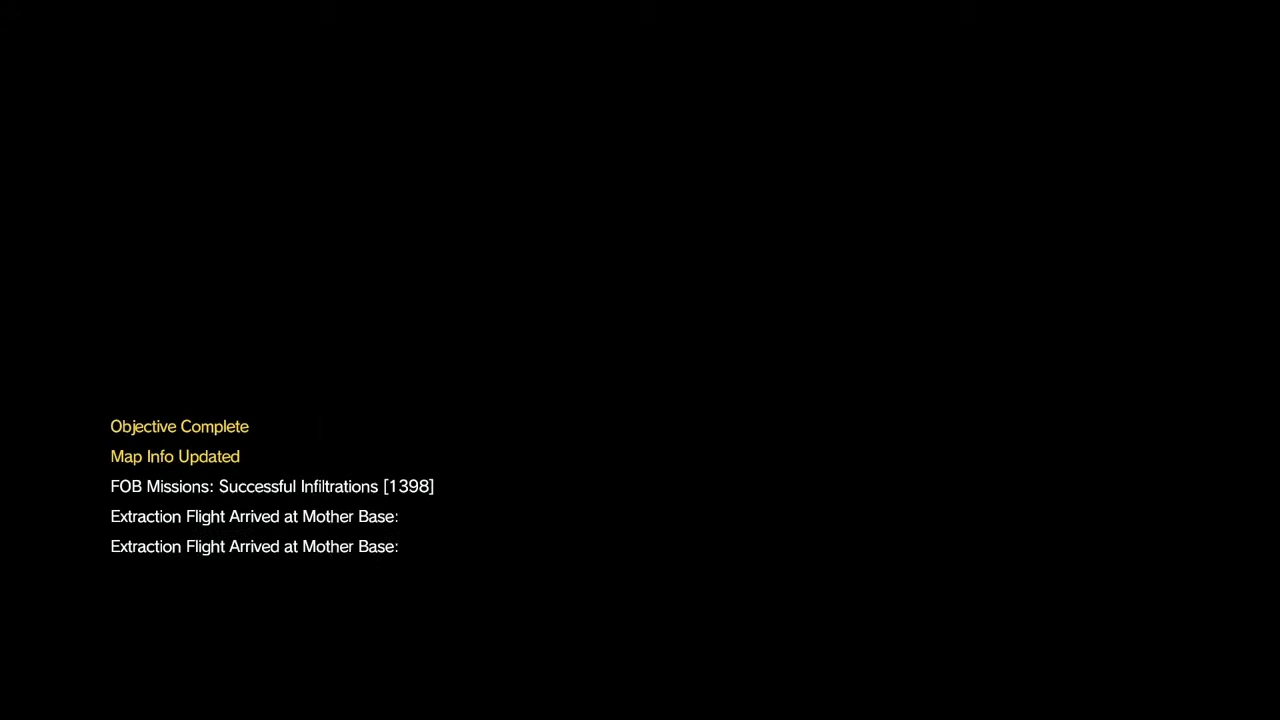 Objective Complete
Map Info Updated
FOB Missions: Successful Infiltrations [1398]
Extraction Flight Arrived at Mother Base:
Extraction Flight Arrived at Mother Base: